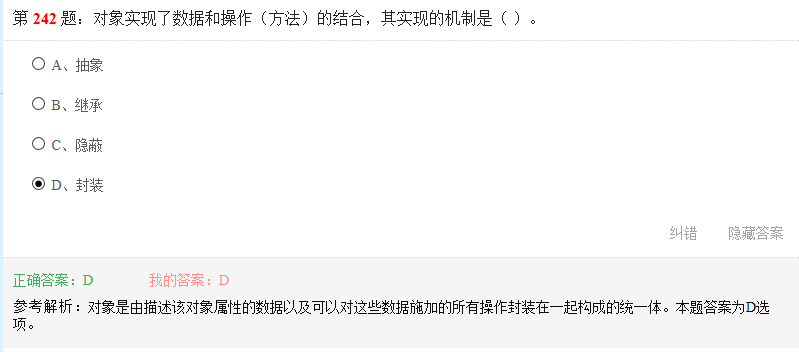 第 242 题：对象实现了数据和操作（方法）的结合，其实现的机制是（ ）。
A、抽象
B、继承
C、隐蔽
D、封装
纠错 隐藏答案
正确答案：D 我的答案：D
参考解析：对象是由描述该对象属性的数据以及可以对这些数据施加的所有操作封装在一起构成的统一体。本题答案为D选
项。